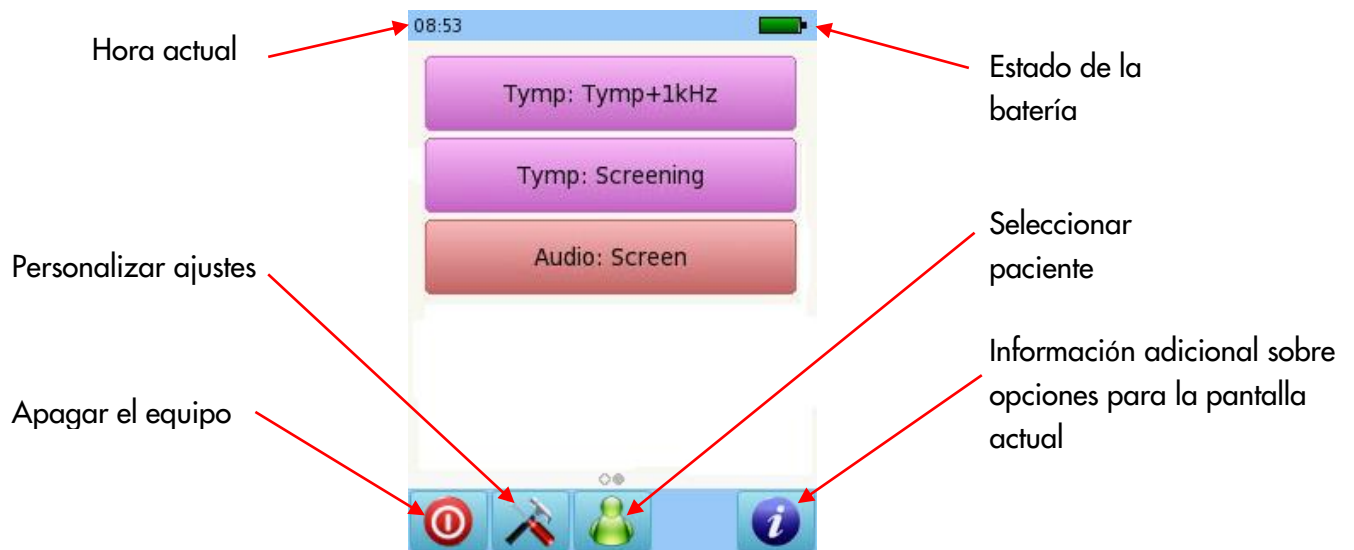 Hora actual
08:53
Estado de la
batería
Tymp: Tymp+1kHz
Tymp: Screening
Audio: Screen
Seleccionar
paciente
Personalizar ajustes
Información adicional sobre
opciones para la pantalla
actual
Apagar el equipo
i